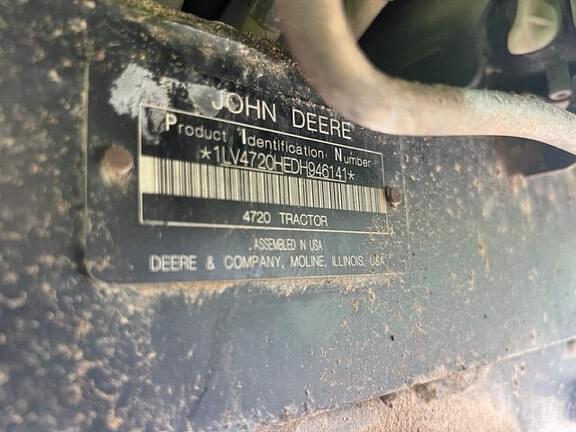 JOHN DEERE
Product Identification Number
*1LV4720HEDH946141*
4720 TRACTOR
ASSEMBLED IN USA
DEERE & COMPANY, MOLINE, ILLINOIS, USA